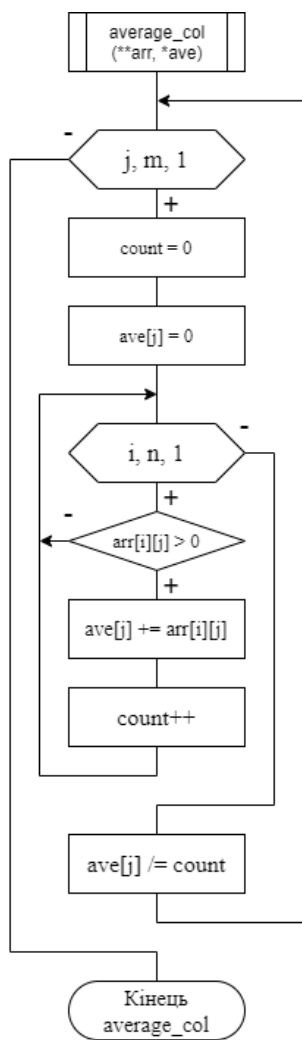 average_col
(**arr, *ave)
-
j, m, 1
+
count = 0
ave[j] = 0
i, n, 1
-
+
-
arr[i][j] > 0
+
ave[j] += arr[i][j]
count++
ave[j] /= count
Кінець
average_col